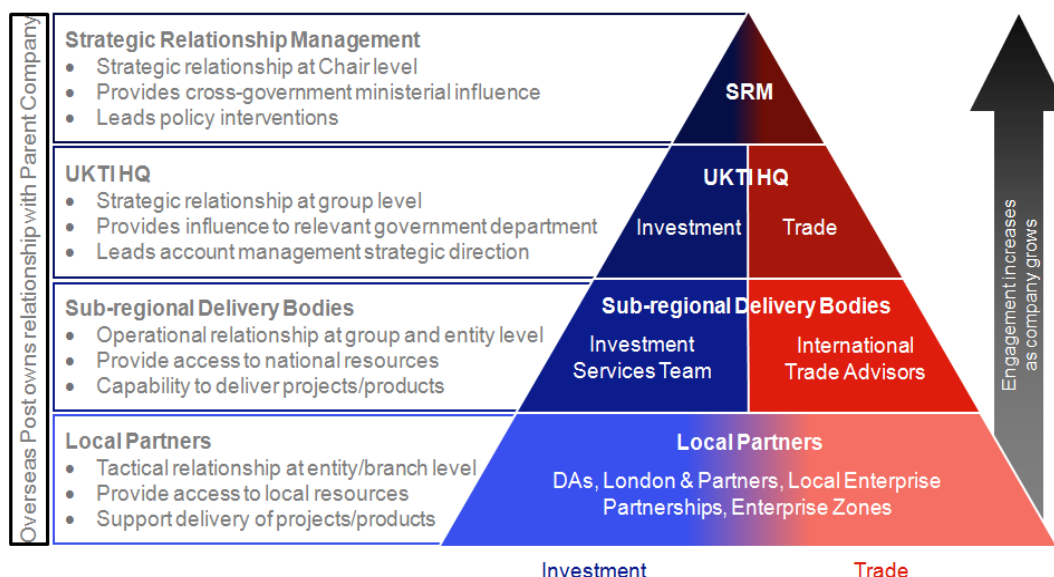 Overseas Post owns relationship with Parent Company
Strategic Relationship Management
• Strategic relationship at Chair level
• Provides cross-government ministerial influence
• Leads policy interventions
UKTI HQ
• Strategic relationship at group level
• Provides influence to relevant government department
• Leads account management strategic direction
Sub-regional Delivery Bodies
• Operational relationship at group and entity level
• Provide access to national resources
• Capability to deliver projects/products
Local Partners
• Tactical relationship at entity/branch level
• Provide access to local resources
• Support delivery of projects/products
SRM
UKTI HQ
Investment
Trade
Sub-regional Delivery Bodies
Investment
Services Team
International
Trade Advisors
Local Partners
DAs, London & Partners, Local Enterprise
Partnerships, Enterprise Zones
Investment
Trade
Engagement increases
as company grows